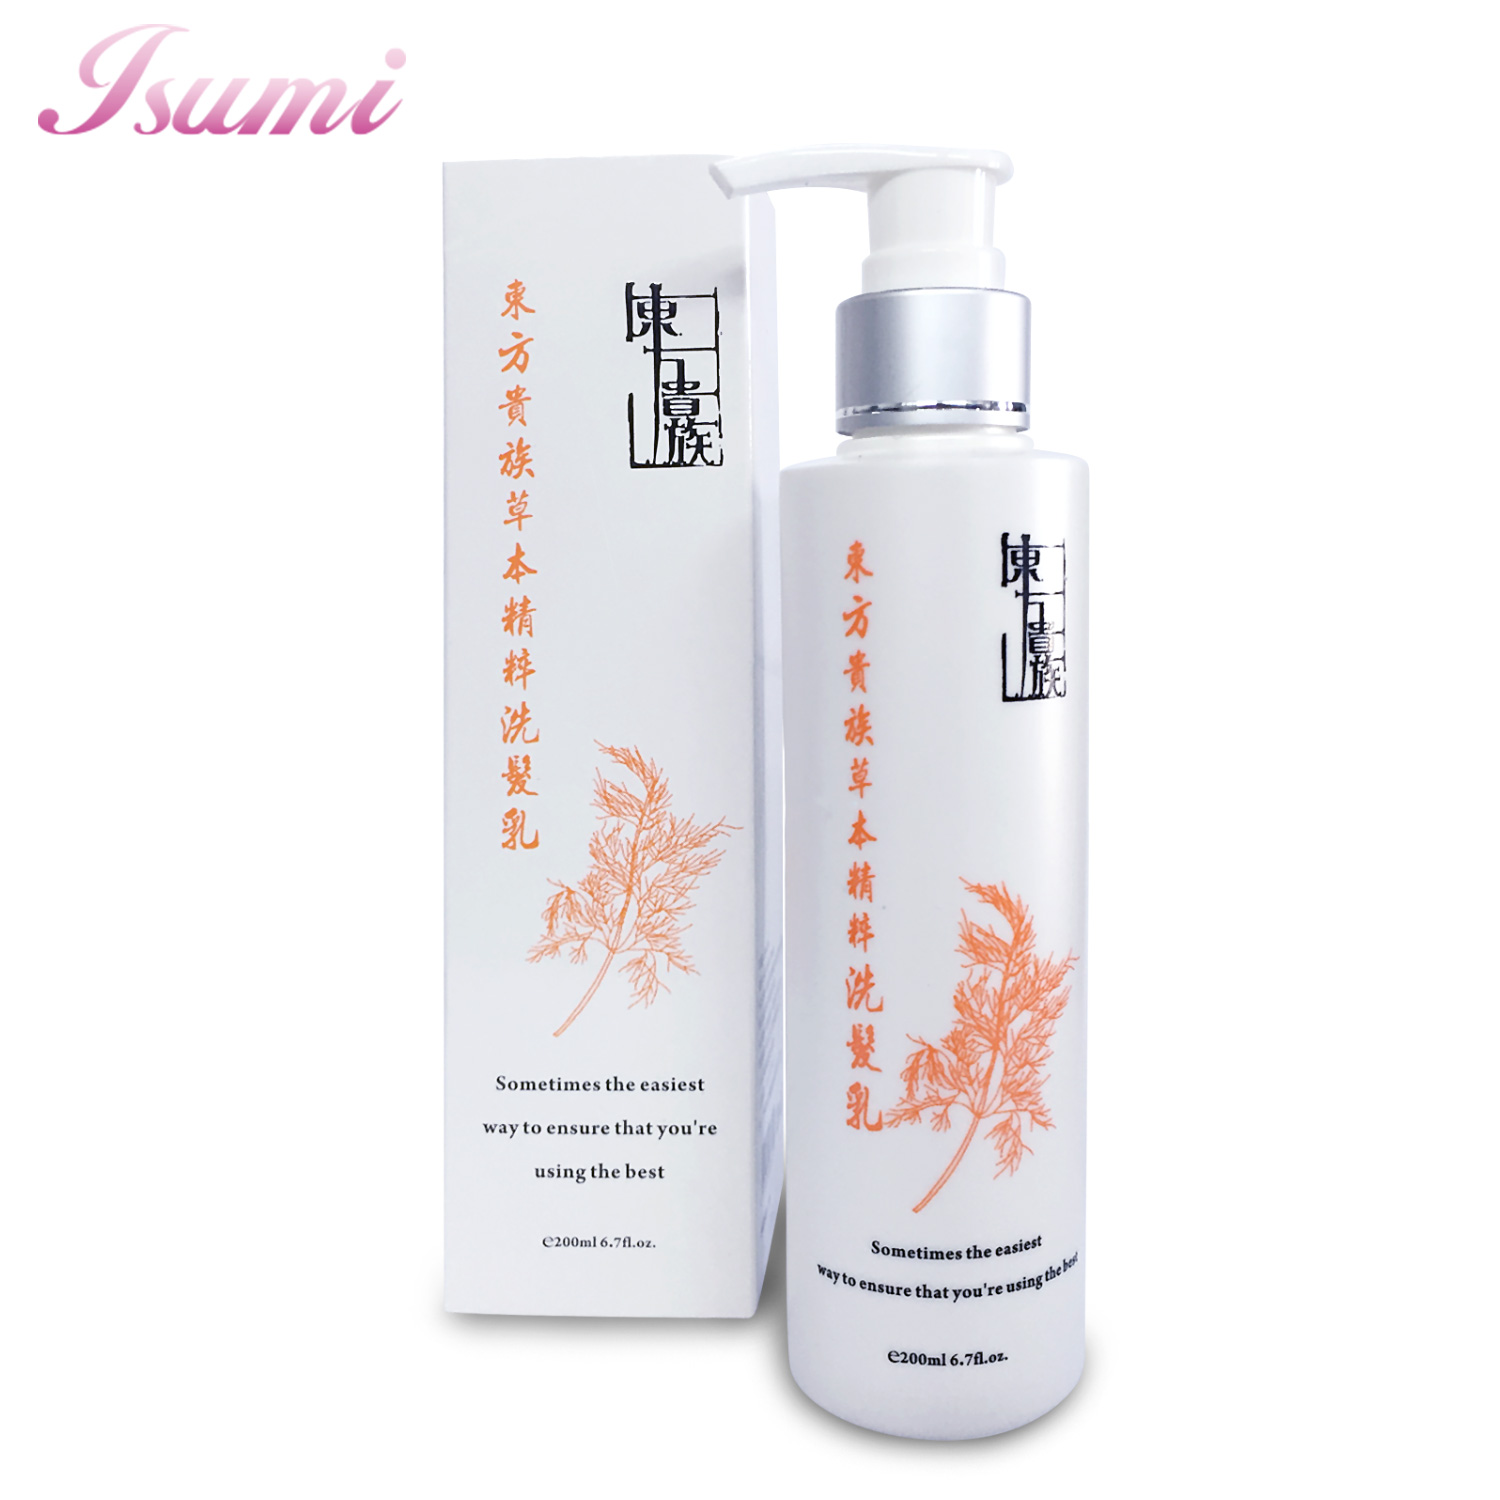 Isumi
東方貴族草本精粹洗髮乳
東方貴族
Sometimes the easiest
way to ensure that you're
using the best
℮200ml 6.7fl.oz.
東方貴族
東方貴族草本精粹洗髮乳
Sometimes the easiest
way to ensure that you're using the best
℮200ml 6.7fl.oz.